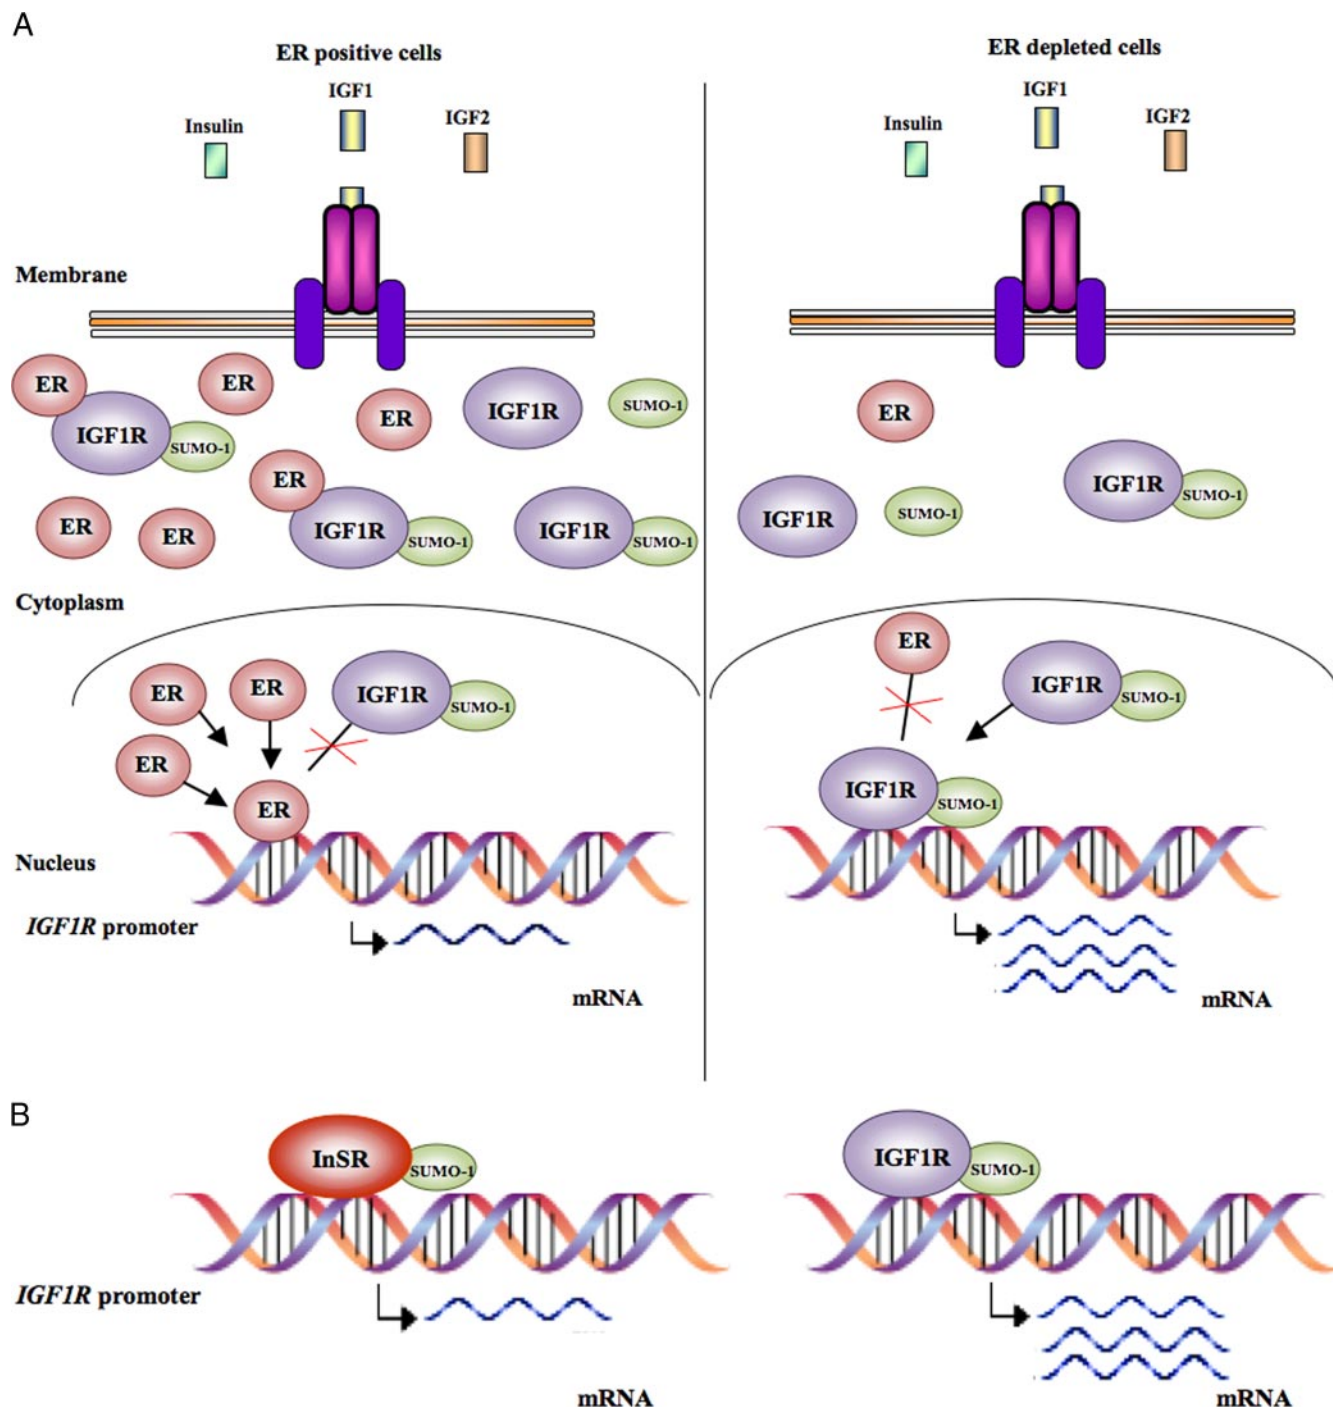 A
ER positive cells
ER depleted cells
IGF1
Insulin
IGF2
IGF1
Insulin
IGF2
Membrane
ER
ER
ER
IGF1R
SUMO-1
IGF1R
SUMO-1
ER
IGF1R
SUMO-1
ER
ER
IGF1R
SUMO-1
ER
IGF1R
SUMO-1
IGF1R
SUMO-1
Cytoplasm
ER
ER
IGF1R
SUMO-1
ER
ER
ER
IGF1R
SUMO-1
IGF1R
SUMO-1
Nucleus
IGF1R promoter
mRNA
mRNA
B
InSR
SUMO-1
IGF1R
SUMO-1
IGF1R promoter
mRNA
mRNA